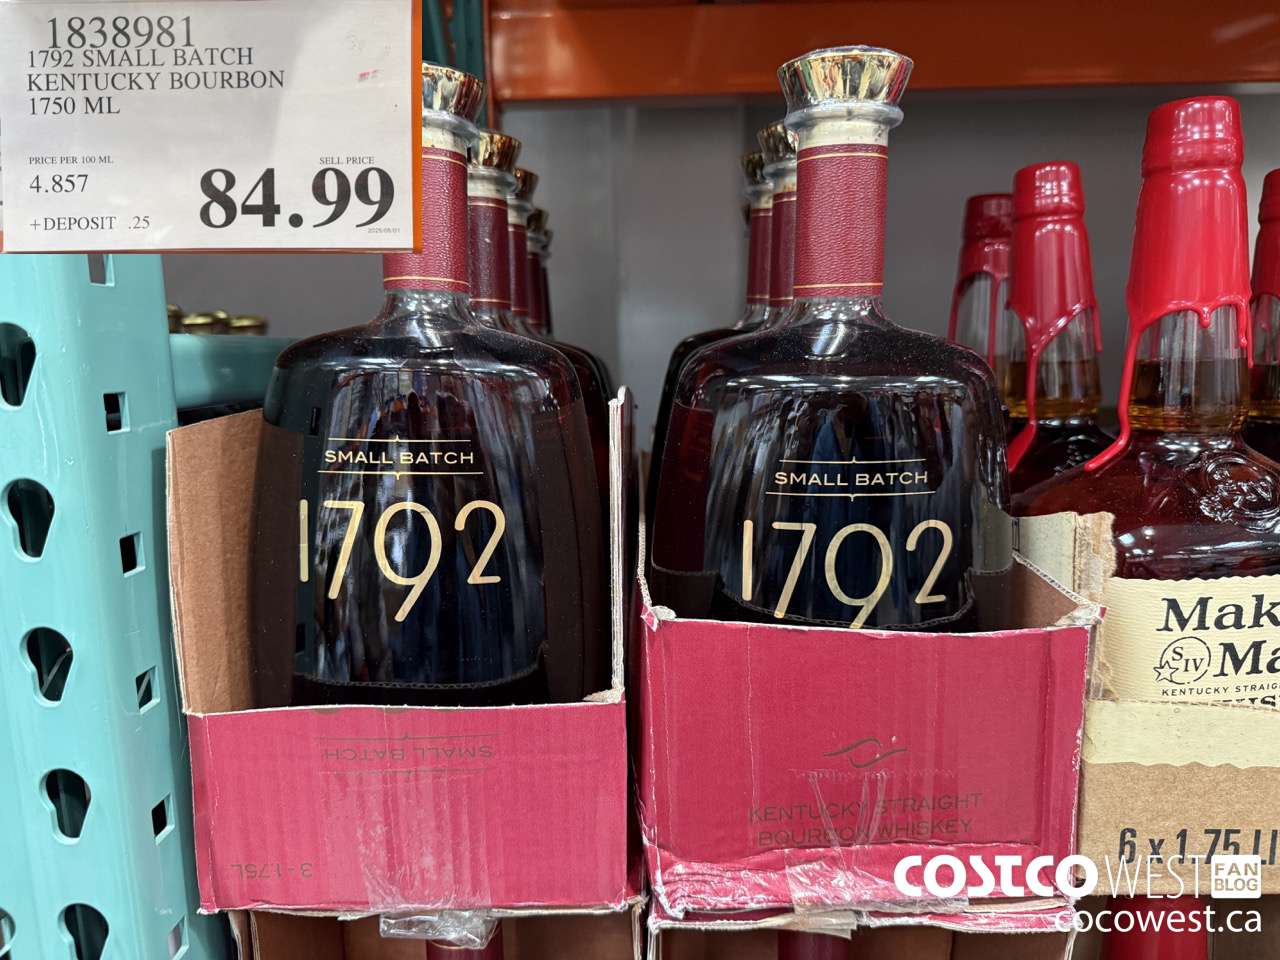 1838981
1792 SMALL BATCH
KENTUCKY BOURBON
1750 ML
PRICE PER 100 ML
SELL PRICE
4.857
84.99
+DEPOSIT .25
SMALL BATCH
1792
SMALL BATCH
1792
SMALL BATCH
3-1.75L
KENTUCKY STRAIGHT
BOURBON WHISKEY
Mak
SIV
Ma
KENTUCKY STRAIG
6 x 1.75 LI
COSTCO WEST FAN BLOG
cocowest.ca